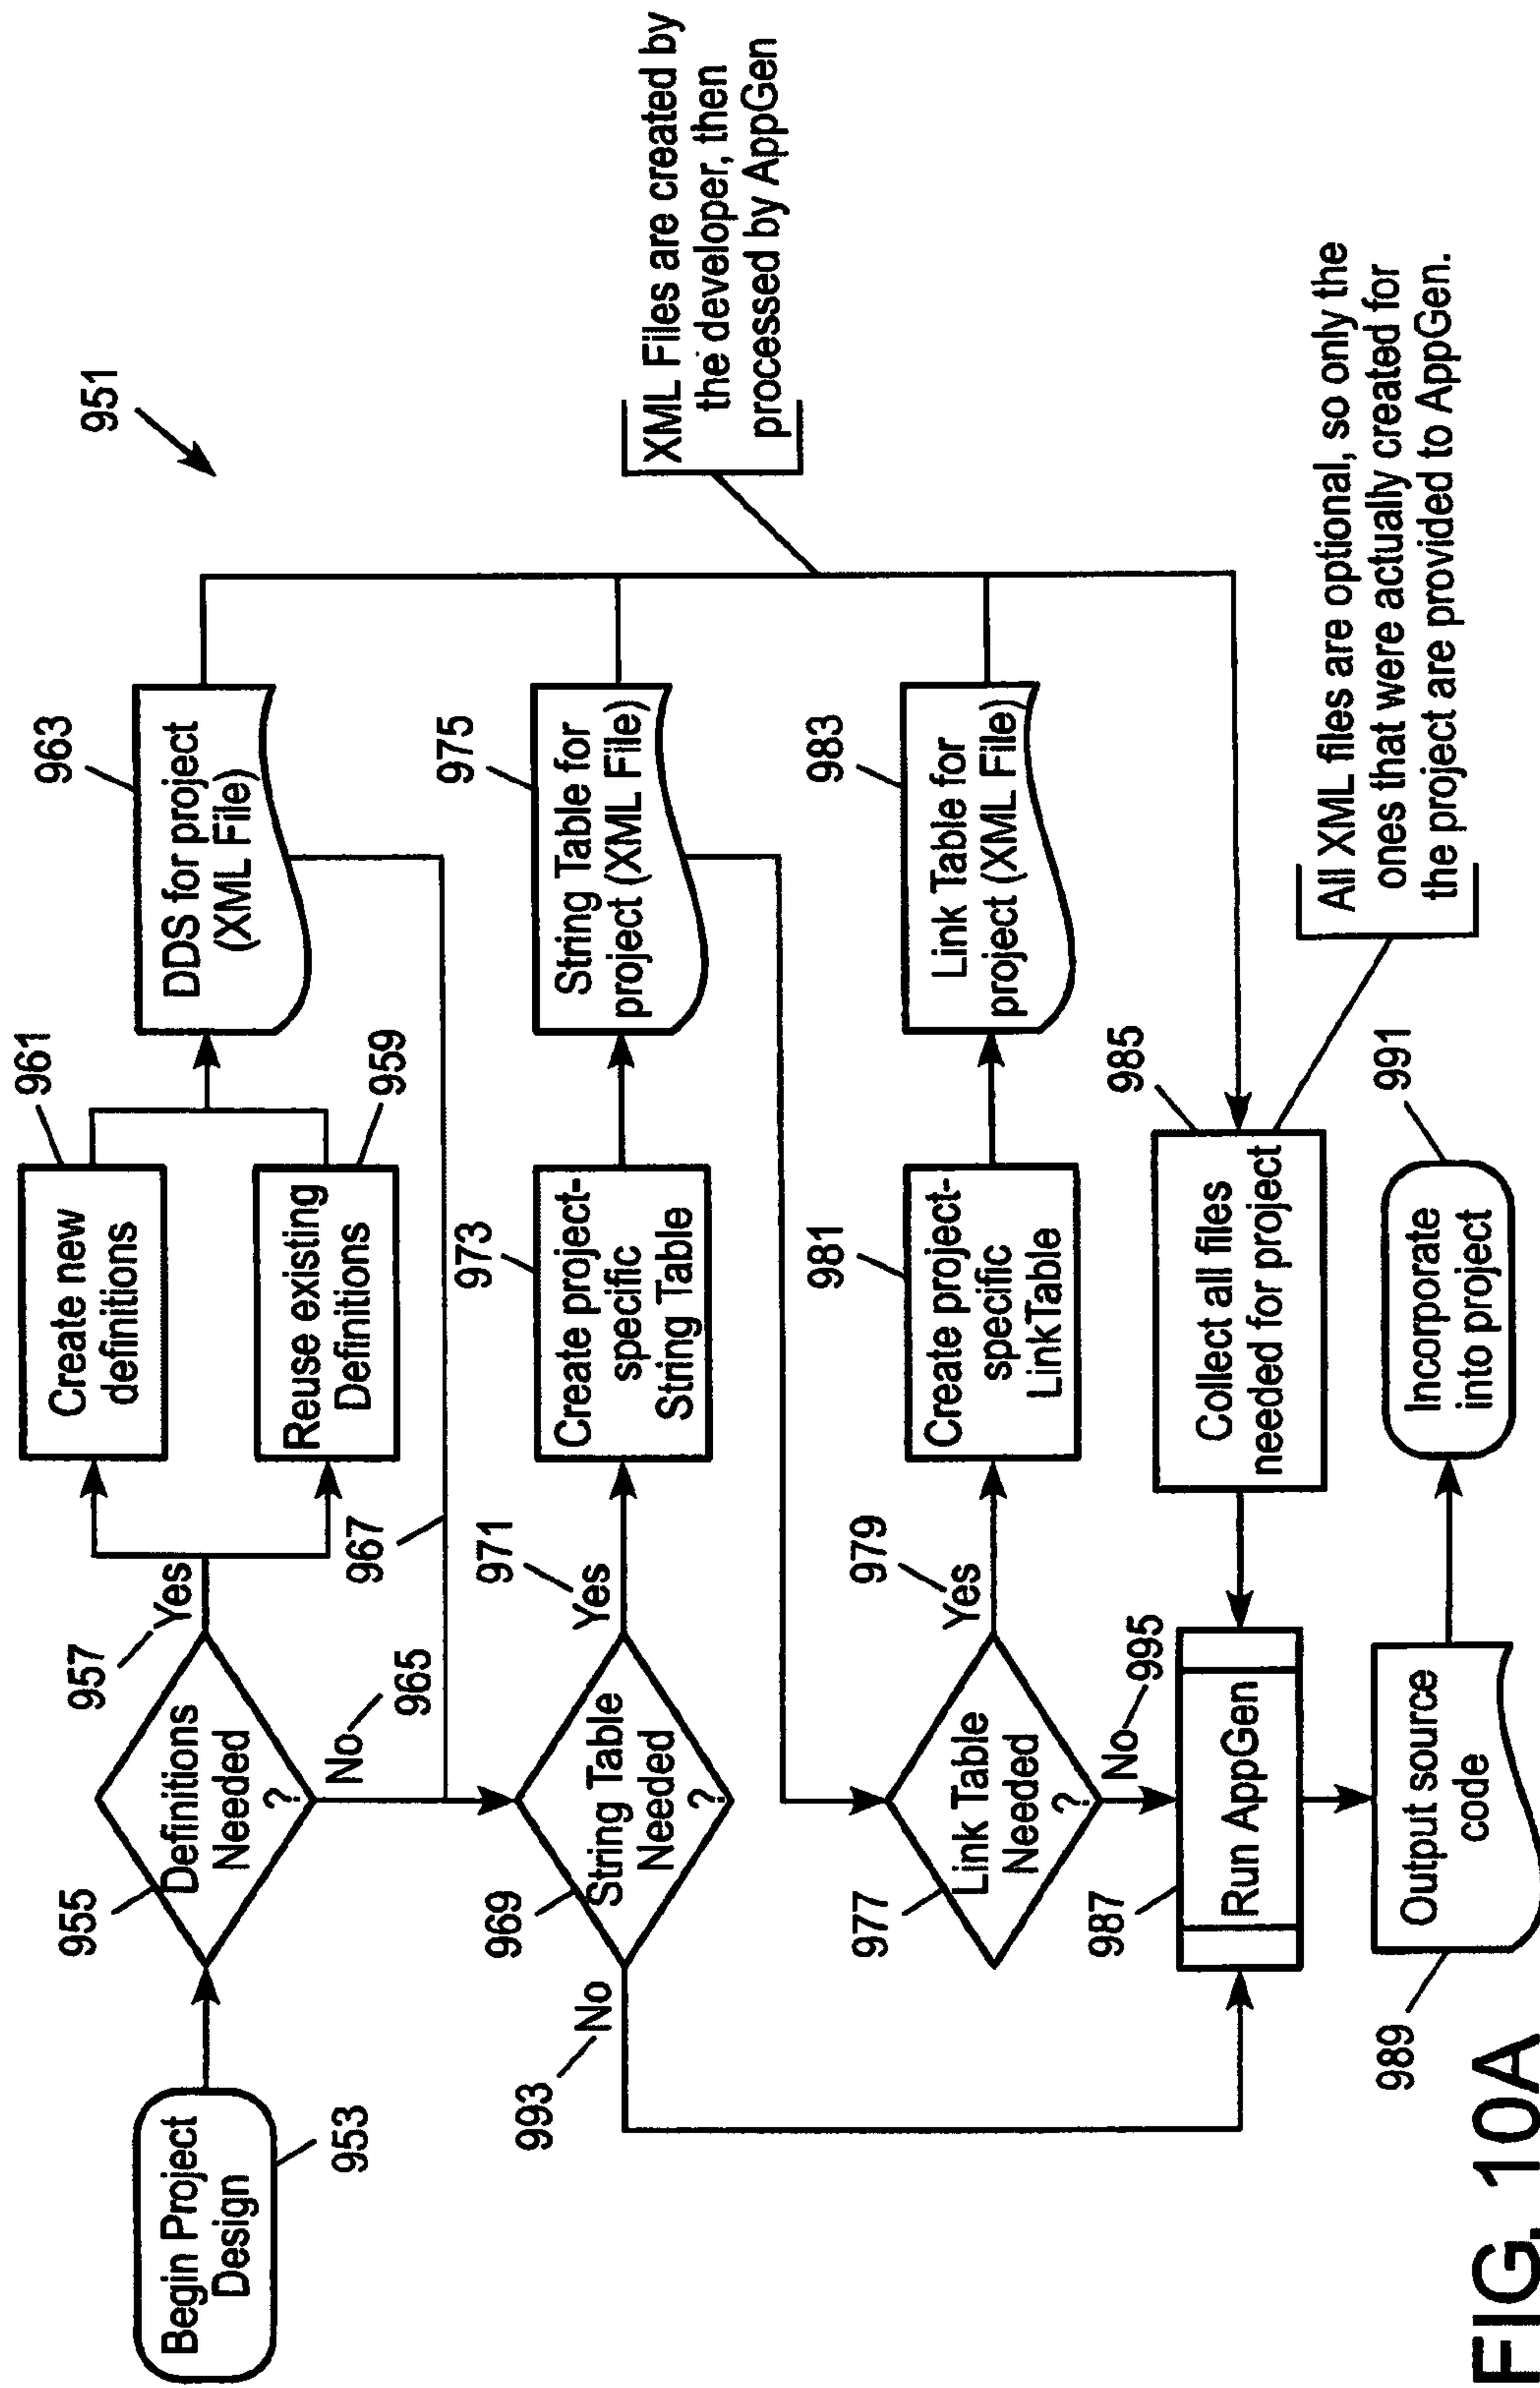 951
Begin Project
Design
953
955
Definitions
Needed
?
957
Yes
No
965
961
Create new
definitions
Reuse existing
Definitions
959
963
DDS for project
(XML File)
967
969
String Table
Needed
?
971
Yes
993
No
973
Create project-
specific
String Table
975
String Table for
project (XML File)
XML Files are created by
the developer, then
processed by AppGen
977
Link Table
Needed
?
979
Yes
No
995
981
Create project-
specific
LinkTable
983
Link Table for
project (XML File)
987
Run AppGen
985
Collect all files
needed for project
All XML files are optional, so only the
ones that were actually created for
the project are provided to AppGen.
989
Output source
code
991
Incorporate
into project
FIG. 10A